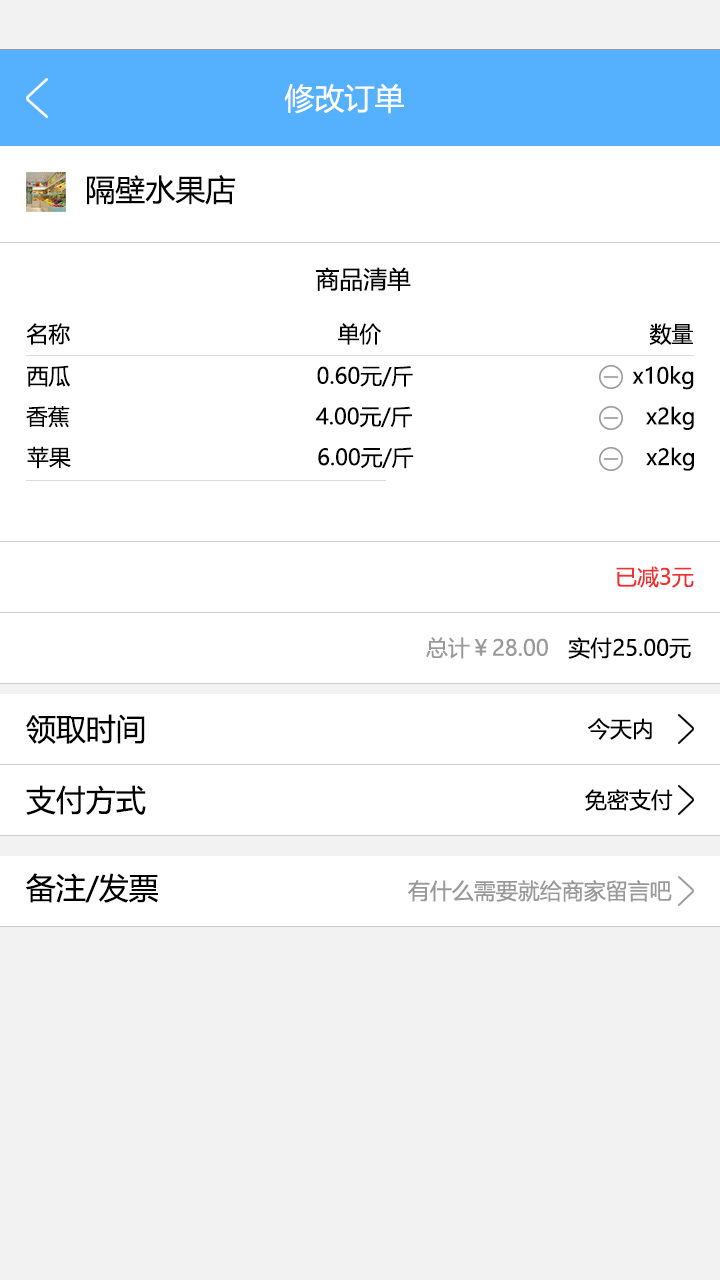 修改订单
隔壁水果店
商品清单
名称 单价 数量
西瓜 0.60元/斤 x10kg
香蕉 4.00元/斤 x2kg
苹果 6.00元/斤 x2kg
已减3元
总计￥28.00 实付25.00元
领取时间 今天内
支付方式 免密支付
备注/发票 有什么需要就给商家留言吧